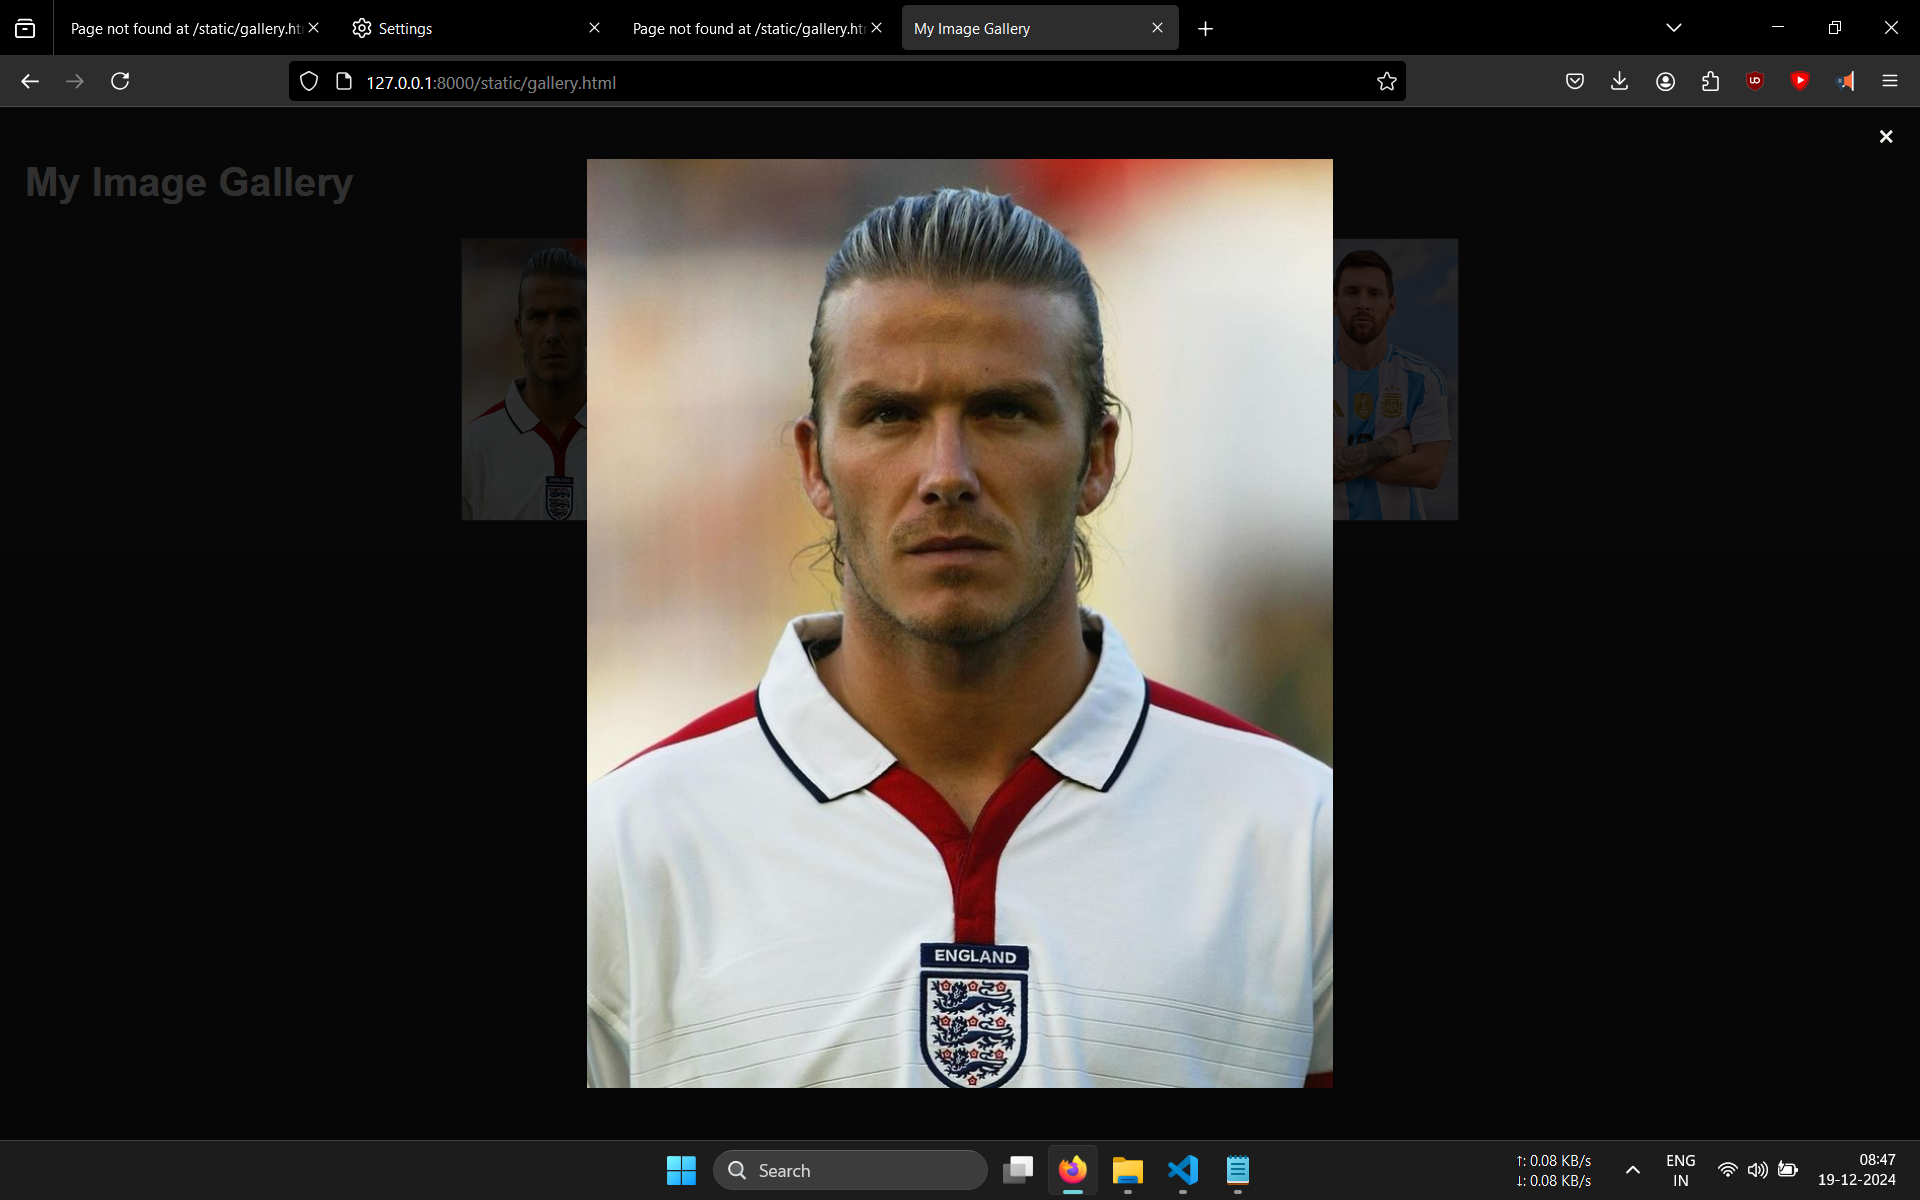 Page not found at /static/gallery.ht
Settings
Page not found at /static/gallery.ht
My Image Gallery
127.0.0.1:8000/static/gallery.html
My Image Gallery
ENGLAND
Search
↑: 0.08 KB/s
↓: 0.08 KB/s
ENG
IN
08:47
19-12-2024